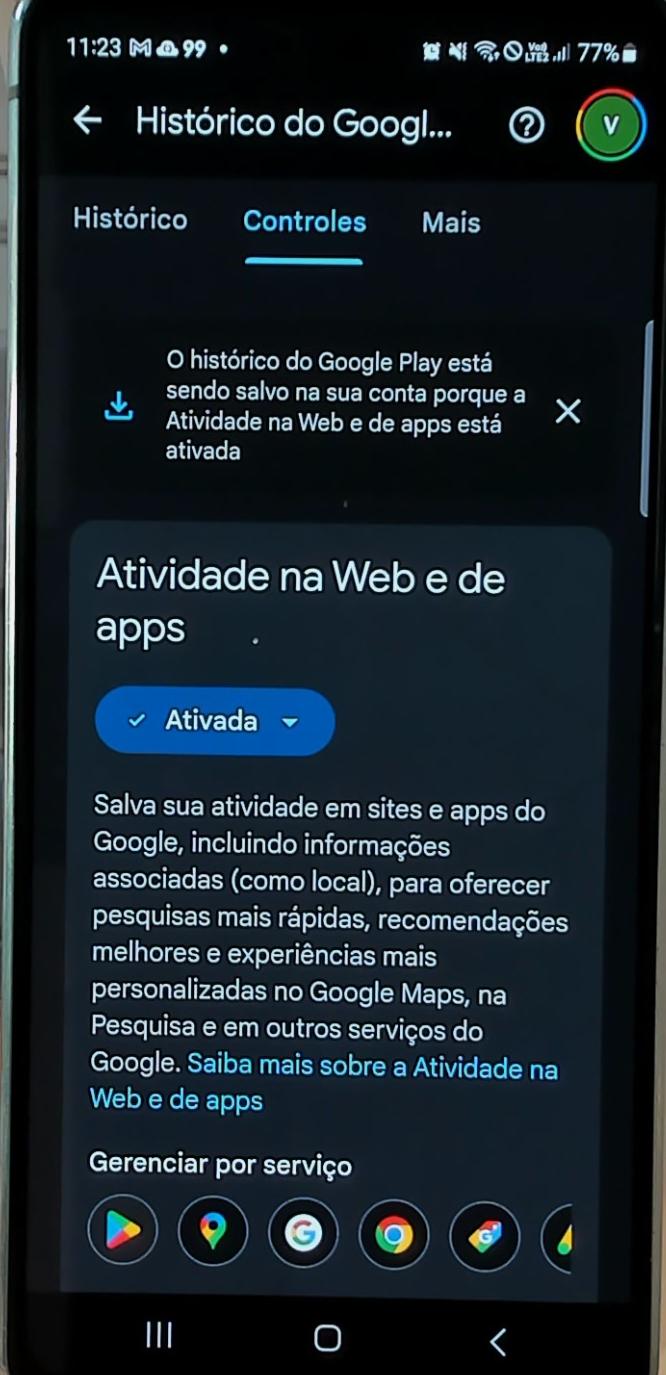 11:23 M 99 •
VoD LTE2 77%
Histórico do Googl... ?
V
Histórico Controles Mais
O histórico do Google Play está
sendo salvo na sua conta porque a
Atividade na Web e de apps está
ativada
Atividade na Web e de
apps
Ativada
Salva sua atividade em sites e apps do
Google, incluindo informações
associadas (como local), para oferecer
pesquisas mais rápidas, recomendações
melhores e experiências mais
personalizadas no Google Maps, na
Pesquisa e em outros serviços do
Google. Saiba mais sobre a Atividade na
Web e de apps
Gerenciar por serviço